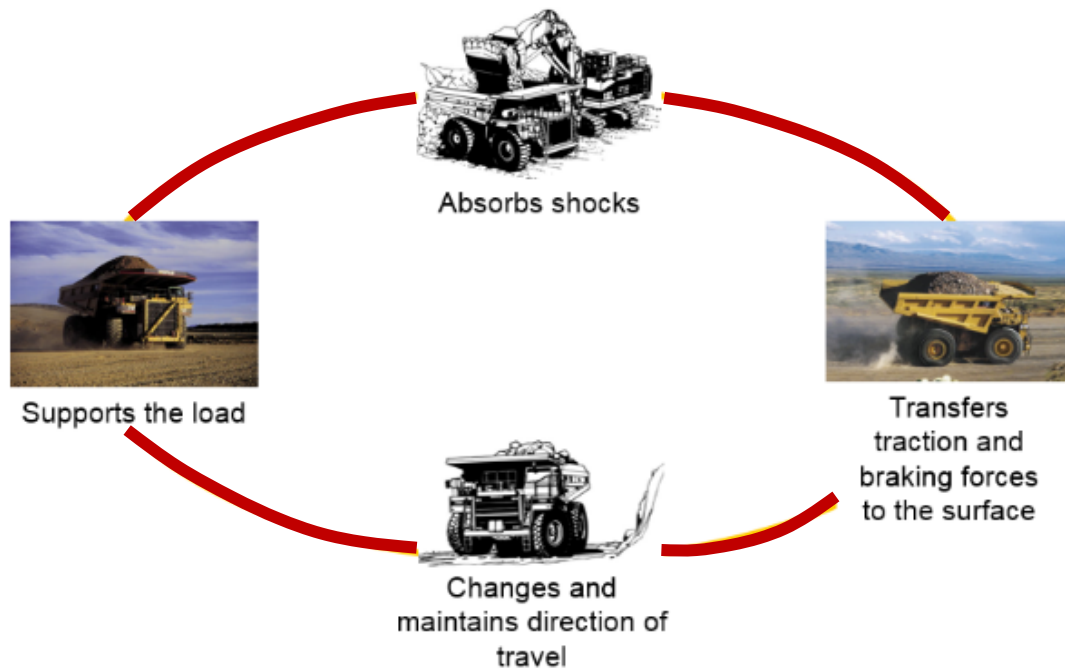 Absorbs shocks
Supports the load
Transfers
traction and
braking forces
to the surface
Changes and
maintains direction of
travel